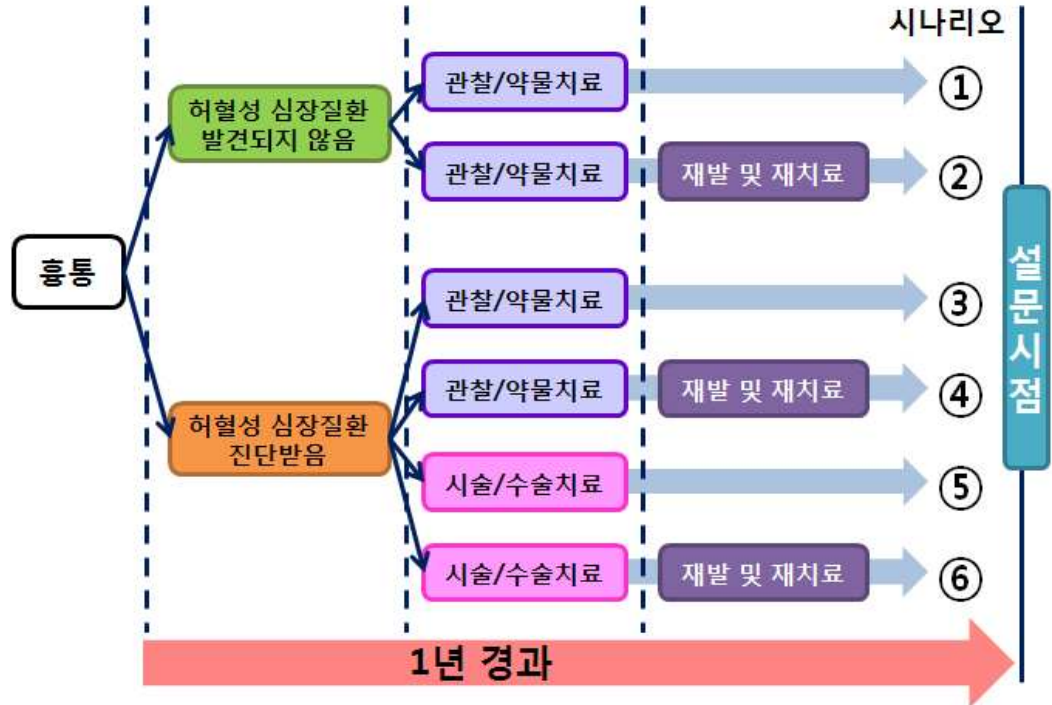 시나리오
허혈성 심장질환
발견되지 않음
관찰/약물치료
①
관찰/약물치료
재발 및 재치료
②
흉통
설문시점
관찰/약물치료
③
관찰/약물치료
재발 및 재치료
④
허혈성 심장질환
진단받음
시술/수술치료
⑤
시술/수술치료
재발 및 재치료
⑥
1년 경과